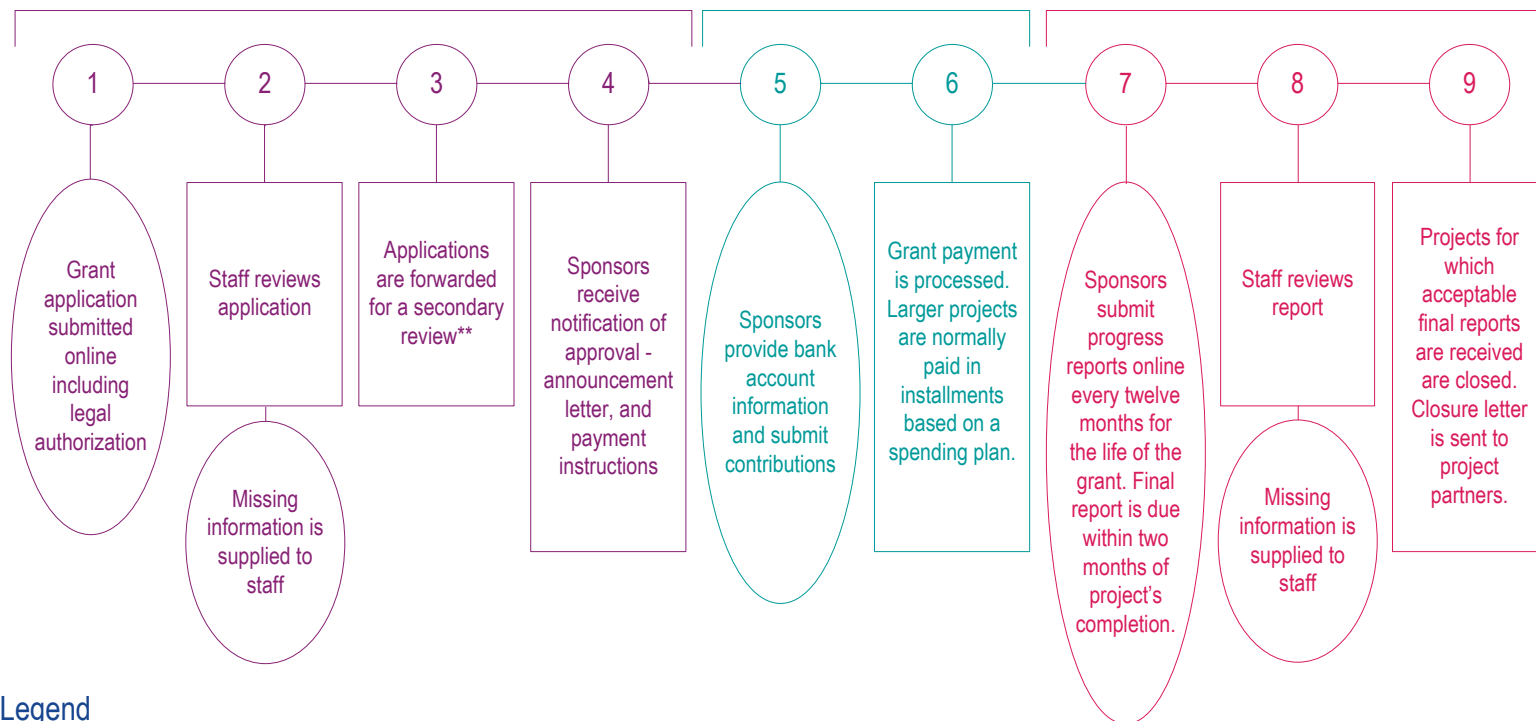 1
2
3
4
5
6
7
8
9
Grant
application
submitted
online
including
legal
authorization
Staff reviews
application
Missing
information is
supplied to
staff
Applications
are forwarded
for a secondary
review**
Sponsors
receive
notification of
approval -
announcement
letter, and
payment
instructions
Sponsors
provide bank
account
information
and submit
contributions
Grant payment
is processed.
Larger projects
are normally
paid in
installments
based on a
spending plan.
Sponsors
submit
progress
reports online
every twelve
months for
the life of the
grant. Final
report is due
within two
months of
project’s
completion.
Staff reviews
report
Missing
information is
supplied to
staff
Projects for
which
acceptable
final reports
are received
are closed.
Closure letter
is sent to
project
partners.
Legend